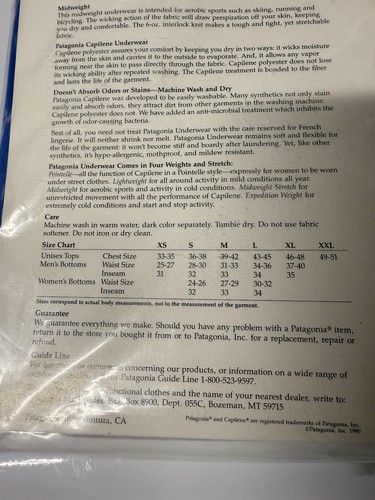 Midweight
This midweight underwear is intended for aerobic sports such as skiing, running and
bicycling. The wicking action of the fabric will draw perspiration off your skin, keeping
you dry and comfortable. The 6-oz. interlock knit makes a tough and tight, yet stretchable
fabric.
Patagonia Capilene Underwear
Capilene polyester assures your comfort by keeping you dry in two ways: it wicks moisture
away from the skin and carries it to the outside to evaporate. And, it allows any vapor
forming near the skin to pass directly through the fabric. Capilene polyester does not lose
its wicking ability after repeated washing. The Capilene treatment is bonded to the fiber
and lasts the life of the garment.
Doesn't Absorb Odors or Stains—Machine Wash and Dry
Patagonia Capilene was developed to be easily washable. Many synthetics not only stain
easily and absorb odors, they attract dirt from other garments in the washing machine.
Capilene polyester does not. We have added an anti-microbial treatment which inhibits the
growth of odor-causing bacteria.
Best of all, you need not treat Patagonia Underwear with the care reserved for French
lingerie. It will neither shrink nor melt. Patagonia Underwear remains soft and flexible for
the life of the garment: it won't become stiff and boardy after laundering. Yet, like other
synthetics, it's hypo-allergenic, mothproof, and mildew resistant.
Patagonia Underwear Comes in Four Weights and Stretch:
Pointelle—all the function of Capilene in a Pointelle style—expressly for women to be worn
under street clothes. Lightweight for all around activity in mild conditions all year.
Midweight for aerobic sports and activity in cold conditions. Midweight Stretch for
unrestricted movement with all the performance of Capilene. Expedition Weight for
extremely cold conditions and start and stop activity.
Care
Machine wash in warm water, dark color separately. Tumble dry. Do not use fabric
softener. Do not iron or dry clean.
Size Chart XS S M L XL XXL
Unisex Tops Chest Size 33-35 36-38 39-42 43-45 46-48 49-51
Men's Bottoms Waist Size 25-27 28-30 31-33 34-36 37-40
Inseam 31 32 33 34 35
Women's Bottoms Waist Size 24-26 27-29 30-32
Inseam 32 33 34
Sizes correspond to actual body measurements, not to the measurement of the garment.
Guarantee
We guarantee everything we make. Should you have any problem with a Patagonia® item,
return it to the store you bought it from or to Patagonia, Inc. for a replacement, repair or
refund.
Guide Line
For or comments concerning our products, or information on a wide range of
Patagonia Guide Line 1-800-523-9597.
functional clothes and the name of your nearest dealer, write to:
Box 8900, Dept. 055C, Bozeman, MT 59715
Ventura, CA
Patagonia® and Capilene® are registered trademarks of Patagonia, Inc.
©Patagonia, Inc. 1990